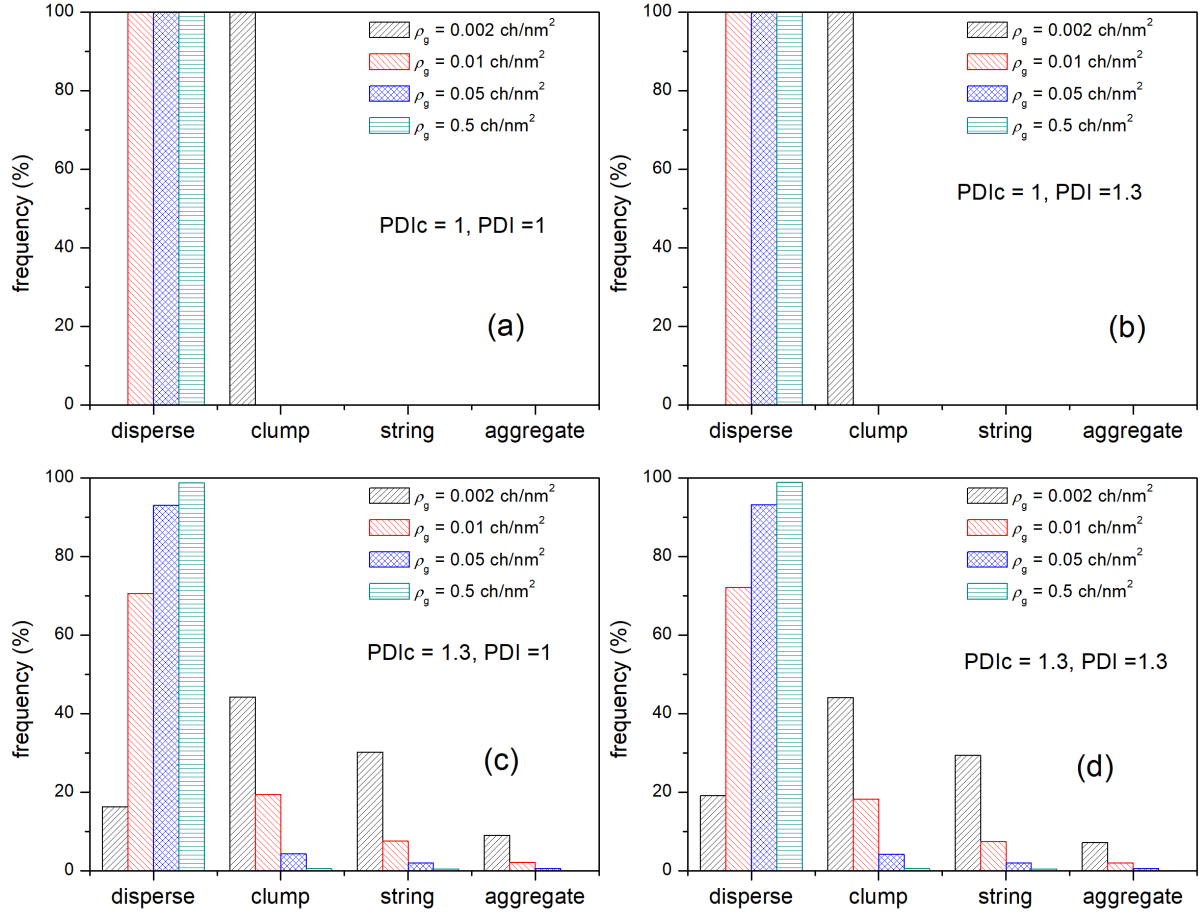 100
80
60
40
20
0
frequency (%)
ρg = 0.002 ch/nm²
ρg = 0.01 ch/nm²
ρg = 0.05 ch/nm²
ρg = 0.5 ch/nm²
PDIc = 1, PDI =1
(a)
disperse clump string aggregate
100
80
60
40
20
0
frequency (%)
ρg = 0.002 ch/nm²
ρg = 0.01 ch/nm²
ρg = 0.05 ch/nm²
ρg = 0.5 ch/nm²
PDIc = 1, PDI =1.3
(b)
disperse clump string aggregate
100
80
60
40
20
0
frequency (%)
ρg = 0.002 ch/nm²
ρg = 0.01 ch/nm²
ρg = 0.05 ch/nm²
ρg = 0.5 ch/nm²
PDIc = 1.3, PDI =1
(c)
disperse clump string aggregate
100
80
60
40
20
0
frequency (%)
ρg = 0.002 ch/nm²
ρg = 0.01 ch/nm²
ρg = 0.05 ch/nm²
ρg = 0.5 ch/nm²
PDIc = 1.3, PDI =1.3
(d)
disperse clump string aggregate